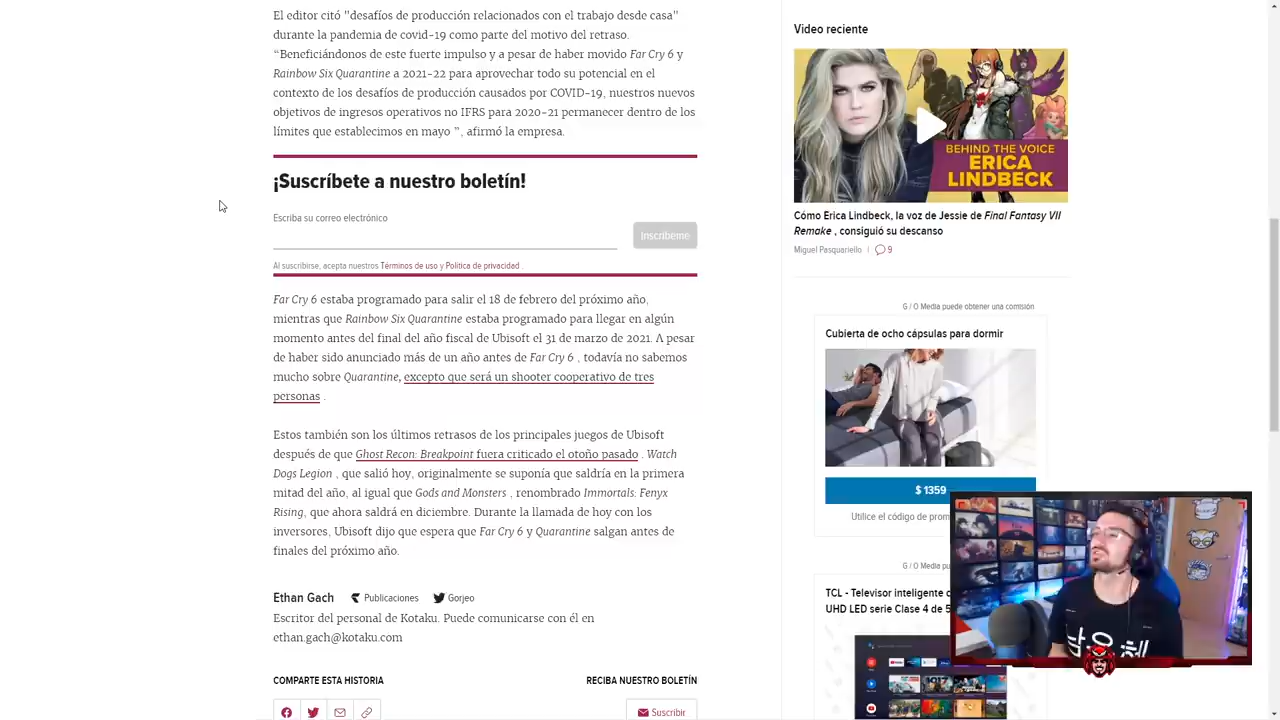 El editor citó "desafíos de producción relacionados con el trabajo desde casa"
durante la pandemia de covid-19 como parte del motivo del retraso.
“Beneficiándonos de este fuerte impulso y a pesar de haber movido Far Cry 6 y
Rainbow Six Quarantine a 2021-22 para aprovechar todo su potencial en el
contexto de los desafíos de producción causados por COVID-19, nuestros nuevos
objetivos de ingresos operativos no IFRS para 2020-21 permanecer dentro de los
límites que establecimos en mayo ”, afirmó la empresa.
¡Suscríbete a nuestro boletín!
Escriba su correo electrónico
Inscribeme
Al suscribirse, acepta nuestros Términos de uso y Política de privacidad .
Far Cry 6 estaba programado para salir el 18 de febrero del próximo año,
mientras que Rainbow Six Quarantine estaba programado para llegar en algún
momento antes del final del año fiscal de Ubisoft el 31 de marzo de 2021. A pesar
de haber sido anunciado más de un año antes de Far Cry 6 , todavía no sabemos
mucho sobre Quarantine, excepto que será un shooter cooperativo de tres
personas .
Estos también son los últimos retrasos de los principales juegos de Ubisoft
después de que Ghost Recon: Breakpoint fuera criticado el otoño pasado . Watch
Dogs Legion , que salió hoy, originalmente se suponía que saldría en la primera
mitad del año, al igual que Gods and Monsters , renombrado Immortals: Fenyx
Rising, que ahora saldrá en diciembre. Durante la llamada de hoy con los
inversores, Ubisoft dijo que espera que Far Cry 6 y Quarantine salgan antes de
finales del próximo año.
Ethan Gach Publicaciones Gorjeo
Escritor del personal de Kotaku. Puede comunicarse con él en
ethan.gach@kotaku.com
COMPARTE ESTA HISTORIA
RECIBA NUESTRO BOLETÍN
Suscribir
Video reciente
BEHIND THE VOICE
ERICA
LINDBECK
Cómo Erica Lindbeck, la voz de Jessie de Final Fantasy VII
Remake , consiguió su descanso
Miguel Pasquariello | 9
G / O Media puede obtener una comisión
Cubierta de ocho cápsulas para dormir
$ 1359
Utilice el código de prom
G / O Media pu
TCL - Televisor inteligente
UHD LED serie Clase 4 de 5